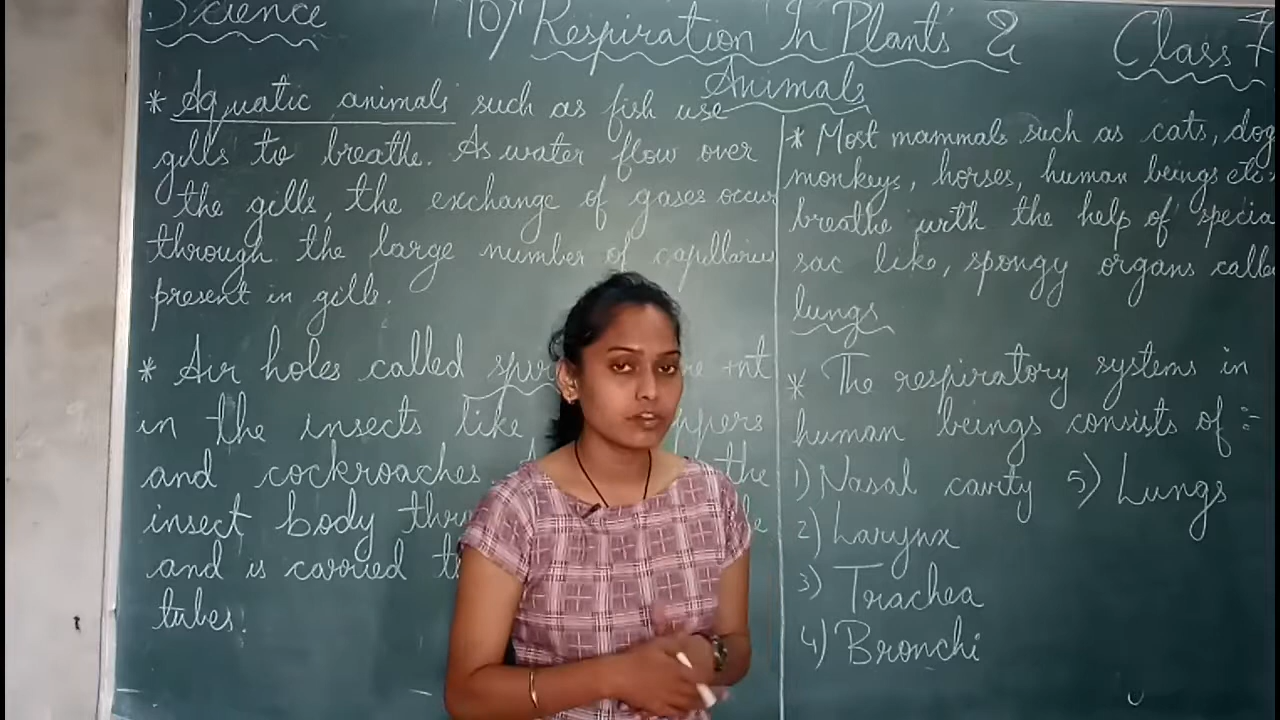 Science 10) Respiration In Plants & Class 7
Animals
* Aquatic animals such as fish use
gills to breathe. As water flow over
the gills, the exchange of gases occur
through the large number of capillaries
present in gills.
* Air holes called
in the insects like
and cockroaches the
insect body
and is carried
tubes.
* Most mammals such as cats, dog
monkeys, horses, human beings etc.
breathe with the help of specia
sac like, spongy organs calle
lungs
* The respiratory systems in
human beings consists of :-
1) Nasal cavity 5) Lungs
2) Larynx
3) Trachea
4) Bronchi